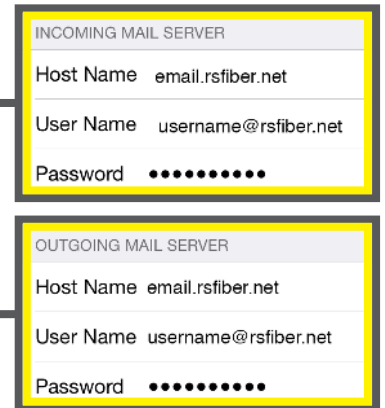 INCOMING MAIL SERVER
Host Name email.rsfiber.net
User Name username@rsfiber.net
Password ●●●●●●●●●●
OUTGOING MAIL SERVER
Host Name email.rsfiber.net
User Name username@rsfiber.net
Password ●●●●●●●●●●